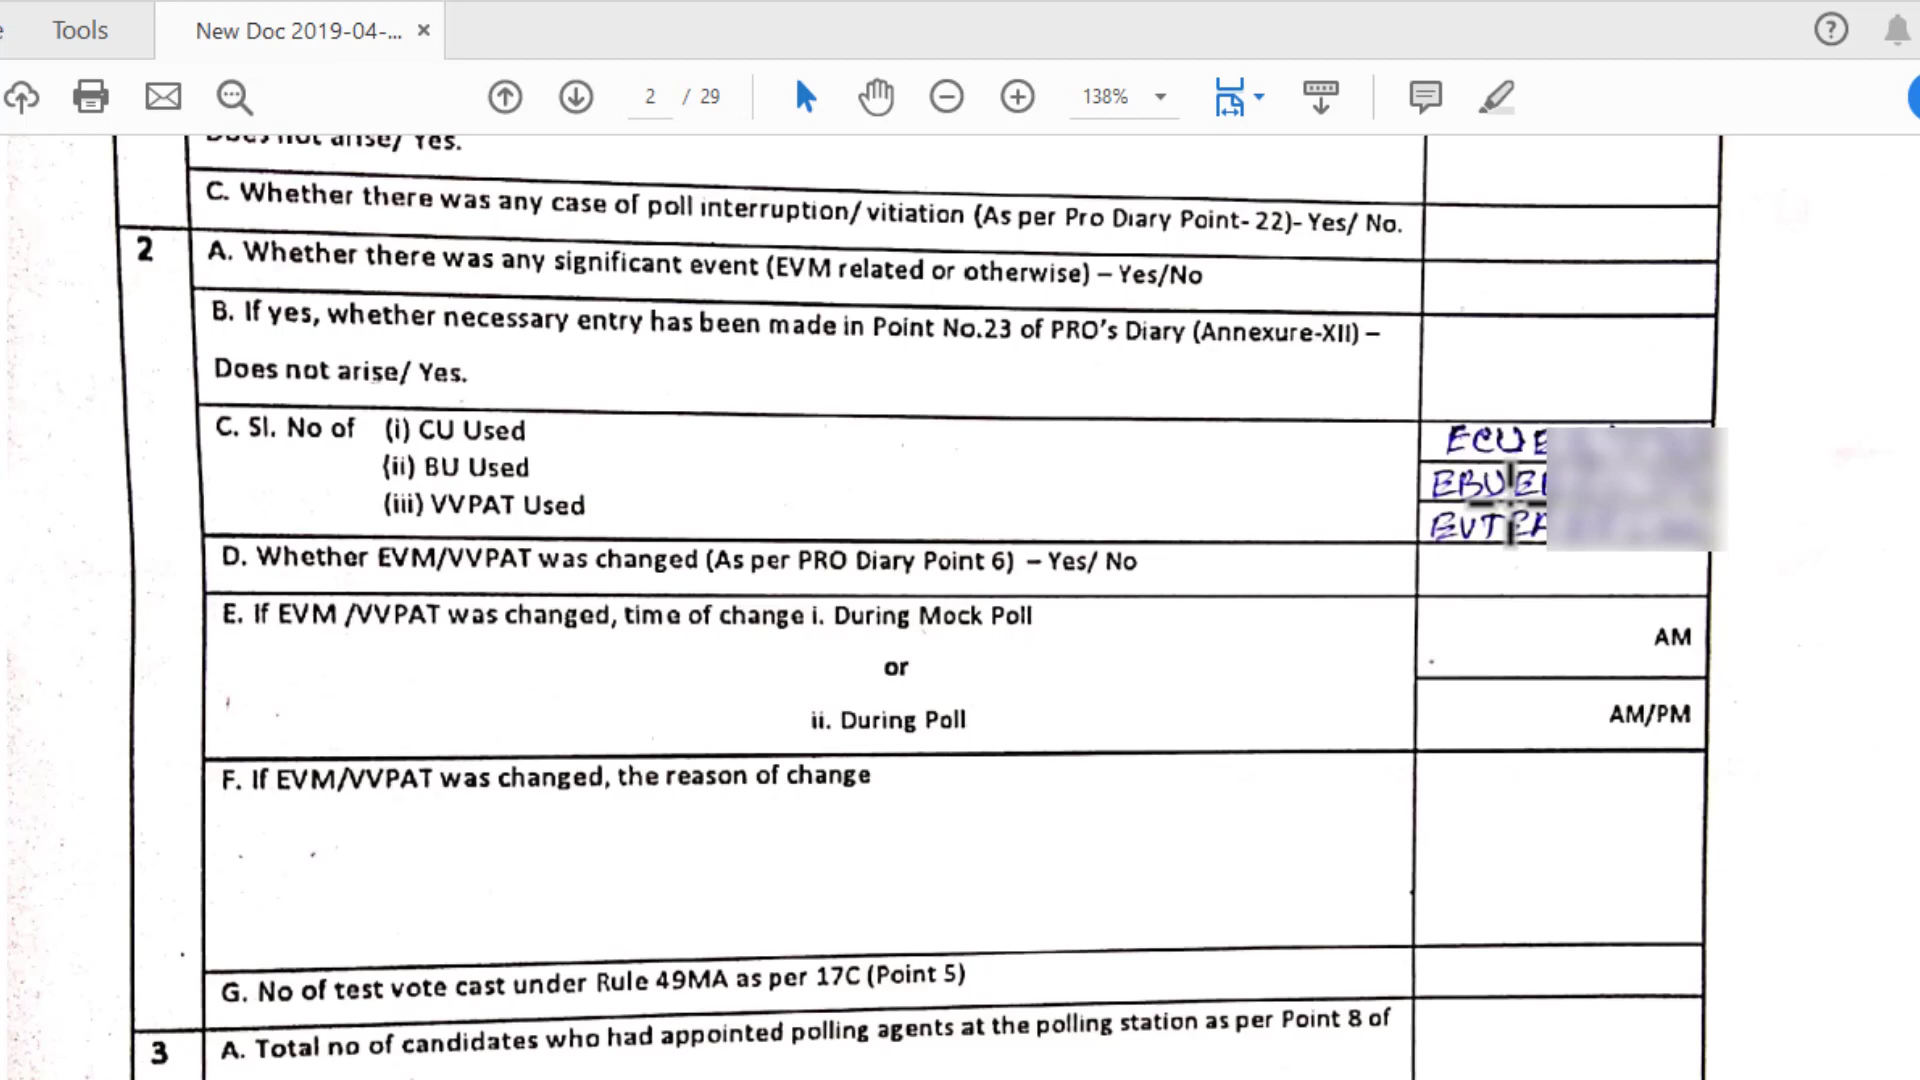 Tools
New Doc 2019-04-...
2 / 29
138%
C. Whether there was any case of poll interruption/ vitiation (As per Pro Diary Point- 22)- Yes/ No.
2
A. Whether there was any significant event (EVM related or otherwise) – Yes/No
B. If yes, whether necessary entry has been made in Point No.23 of PRO's Diary (Annexure-XII) –
Does not arise/ Yes.
C. Sl. No of (i) CU Used
ECU
(ii) BU Used
EBU
(iii) VVPAT Used
EVT
D. Whether EVM/VVPAT was changed (As per PRO Diary Point 6) – Yes/ No
E. If EVM /VVPAT was changed, time of change i. During Mock Poll
AM
or
ii. During Poll
AM/PM
F. If EVM/VVPAT was changed, the reason of change
G. No of test vote cast under Rule 49MA as per 17C (Point 5)
3
A. Total no of candidates who had appointed polling agents at the polling station as per Point 8 of